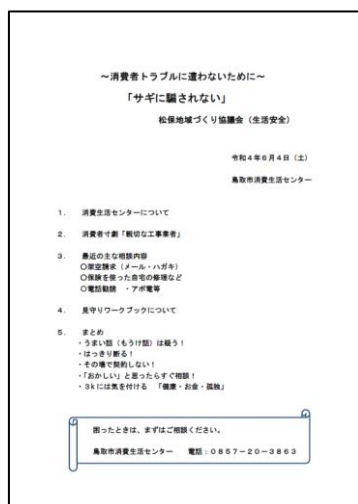 ～消費者トラブルに遭わないために～
「サギに騙されない」
松保地域づくり協議会（生活安全）
令和４年６月４日（土）
鳥取市消費生活センター
１． 消費生活センターについて
２． 消費者寸劇「親切な工事業者」
３． 最近の主な相談内容
○架空請求（メール・ハガキ）
○保険を使った自宅の修理など
○電話勧誘 ・アポ電等
４． 見守りワークブックについて
５． まとめ
・うまい話（もうけ話）は疑う！
・はっきり断る！
・その場で契約しない！
・「おかしい」と思ったらすぐ相談！
・３ｋには気を付ける 「健康・お金・孤独」
困ったときは、まずはご相談ください。
鳥取市消費生活センター 電話：０８５７－２０－３８６３